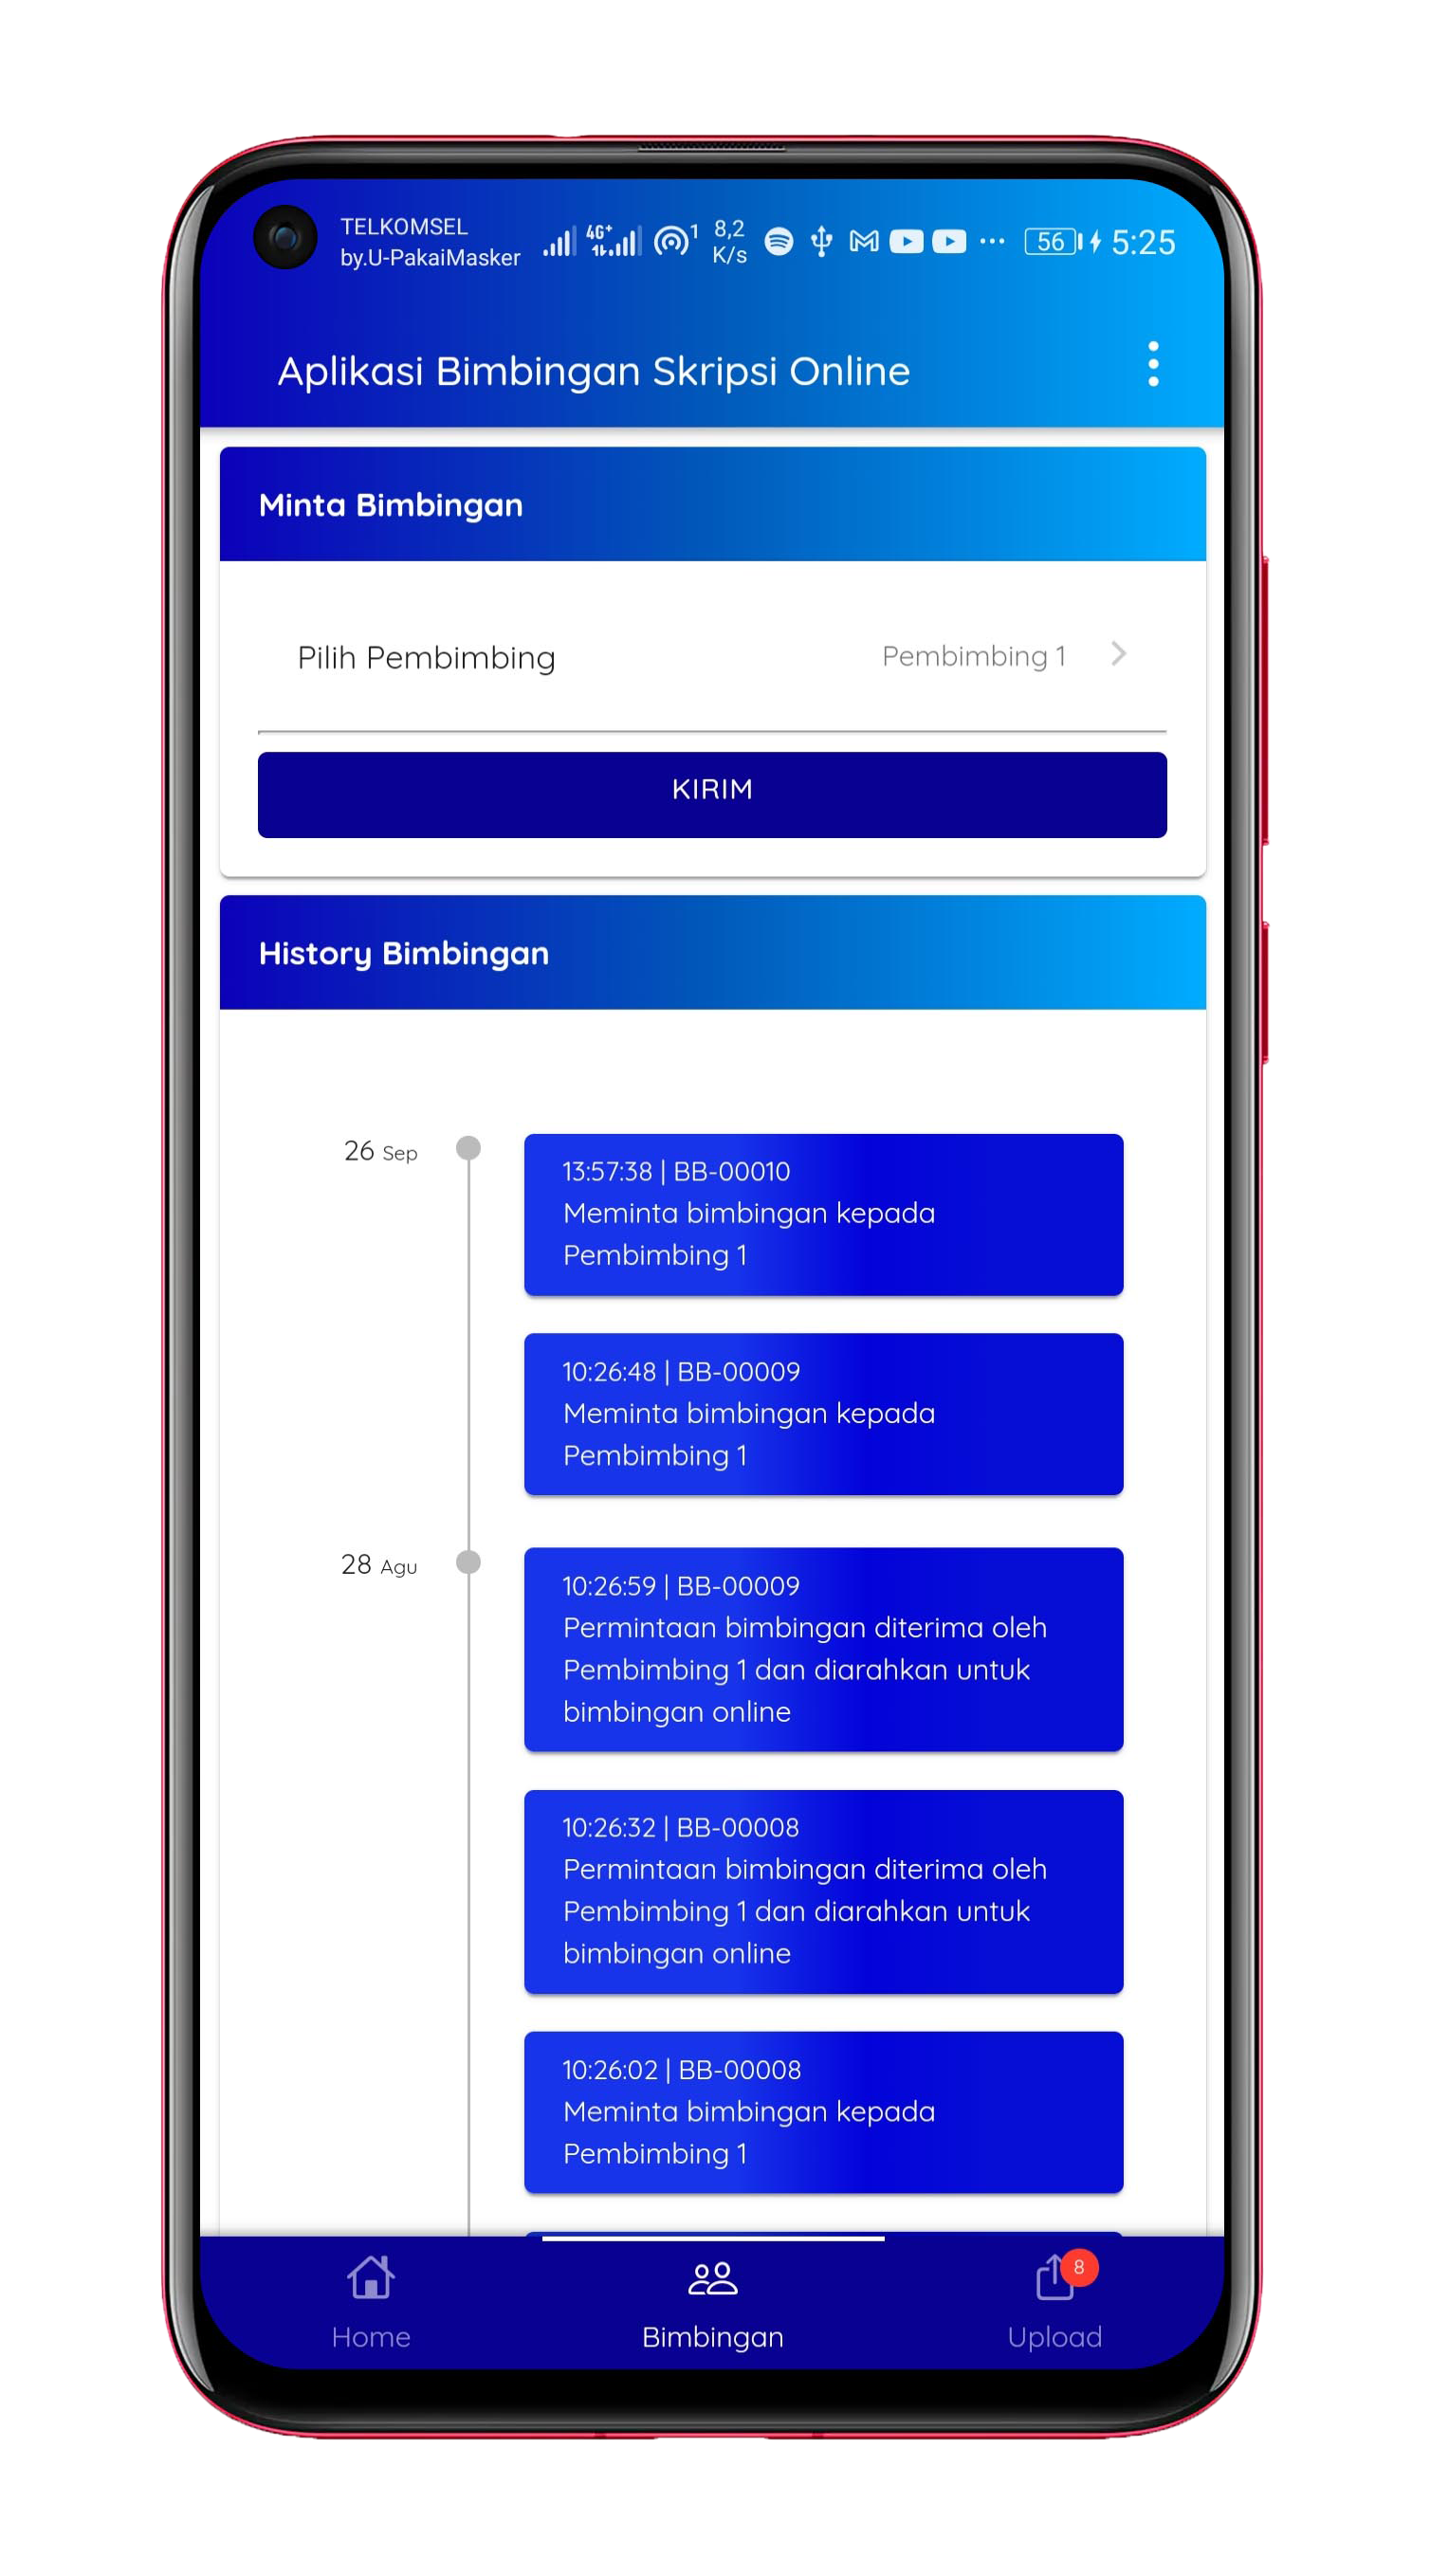 TELKOMSEL
by.U-PakaiMasker
4G+
1
8,2
K/s
56
5:25
Aplikasi Bimbingan Skripsi Online
Minta Bimbingan
Pilih Pembimbing
Pembimbing 1
KIRIM
History Bimbingan
26 Sep
13:57:38 | BB-00010
Meminta bimbingan kepada
Pembimbing 1
10:26:48 | BB-00009
Meminta bimbingan kepada
Pembimbing 1
28 Agu
10:26:59 | BB-00009
Permintaan bimbingan diterima oleh
Pembimbing 1 dan diarahkan untuk
bimbingan online
10:26:32 | BB-00008
Permintaan bimbingan diterima oleh
Pembimbing 1 dan diarahkan untuk
bimbingan online
10:26:02 | BB-00008
Meminta bimbingan kepada
Pembimbing 1
8
Home
Bimbingan
Upload